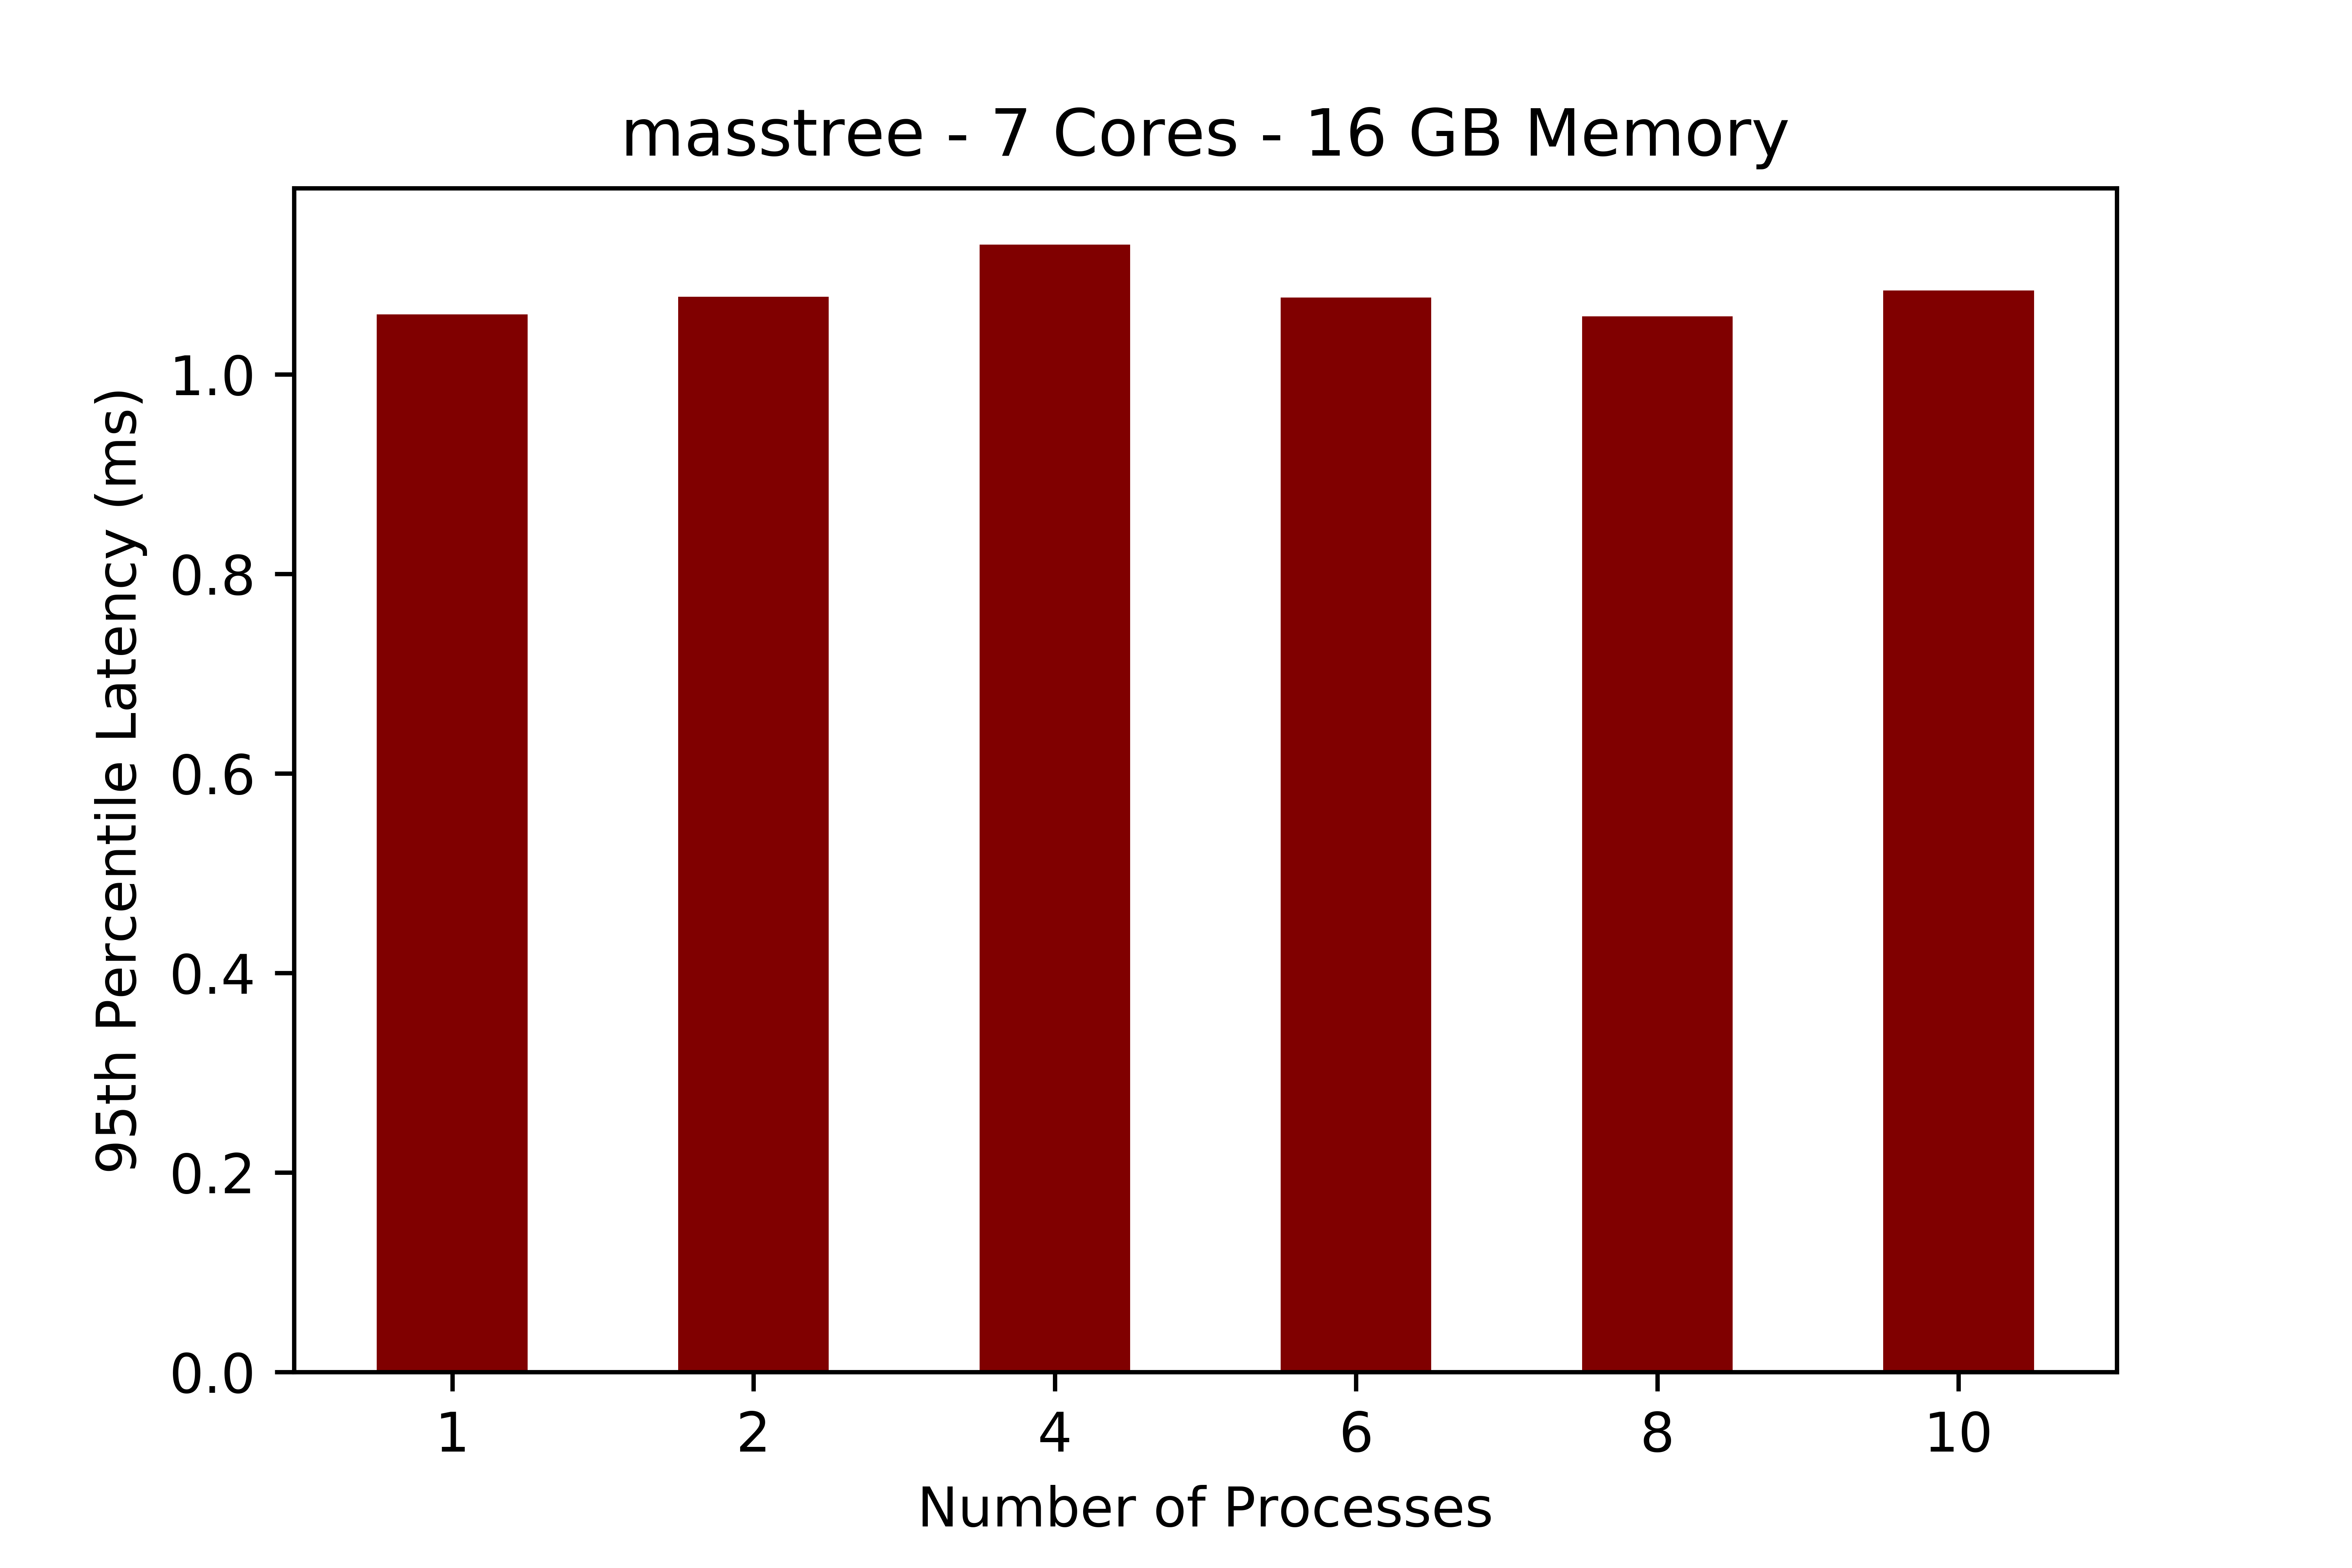 masstree - 7 Cores - 16 GB Memory
95th Percentile Latency (ms)
1.0
0.8
0.6
0.4
0.2
0.0
1 2 4 6 8 10
Number of Processes